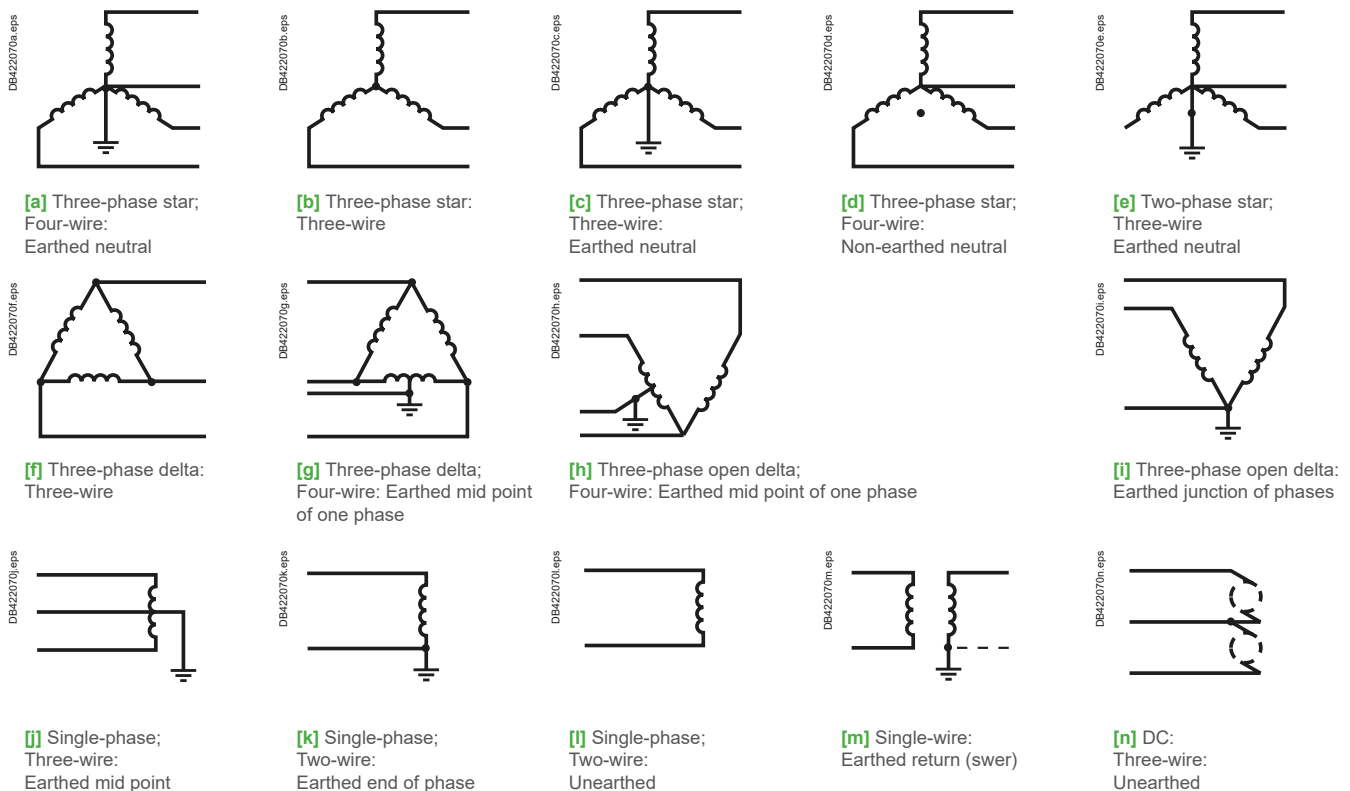 DB422070a.eps
DB422070b.eps
DB422070c.eps
DB422070d.eps
DB422070e.eps
[a] Three-phase star;
Four-wire:
Earthed neutral
[b] Three-phase star:
Three-wire
[c] Three-phase star;
Three-wire:
Earthed neutral
[d] Three-phase star;
Four-wire:
Non-earthed neutral
[e] Two-phase star;
Three-wire
Earthed neutral
DB422070f.eps
DB422070g.eps
DB422070h.eps
DB422070i.eps
[f] Three-phase delta:
Three-wire
[g] Three-phase delta;
Four-wire: Earthed mid point
of one phase
[h] Three-phase open delta;
Four-wire: Earthed mid point of one phase
[i] Three-phase open delta:
Earthed junction of phases
DB422070j.eps
DB422070k.eps
DB422070l.eps
DB422070m.eps
DB422070n.eps
[j] Single-phase;
Three-wire:
Earthed mid point
[k] Single-phase;
Two-wire:
Earthed end of phase
[l] Single-phase;
Two-wire:
Unearthed
[m] Single-wire:
Earthed return (swer)
[n] DC:
Three-wire:
Unearthed